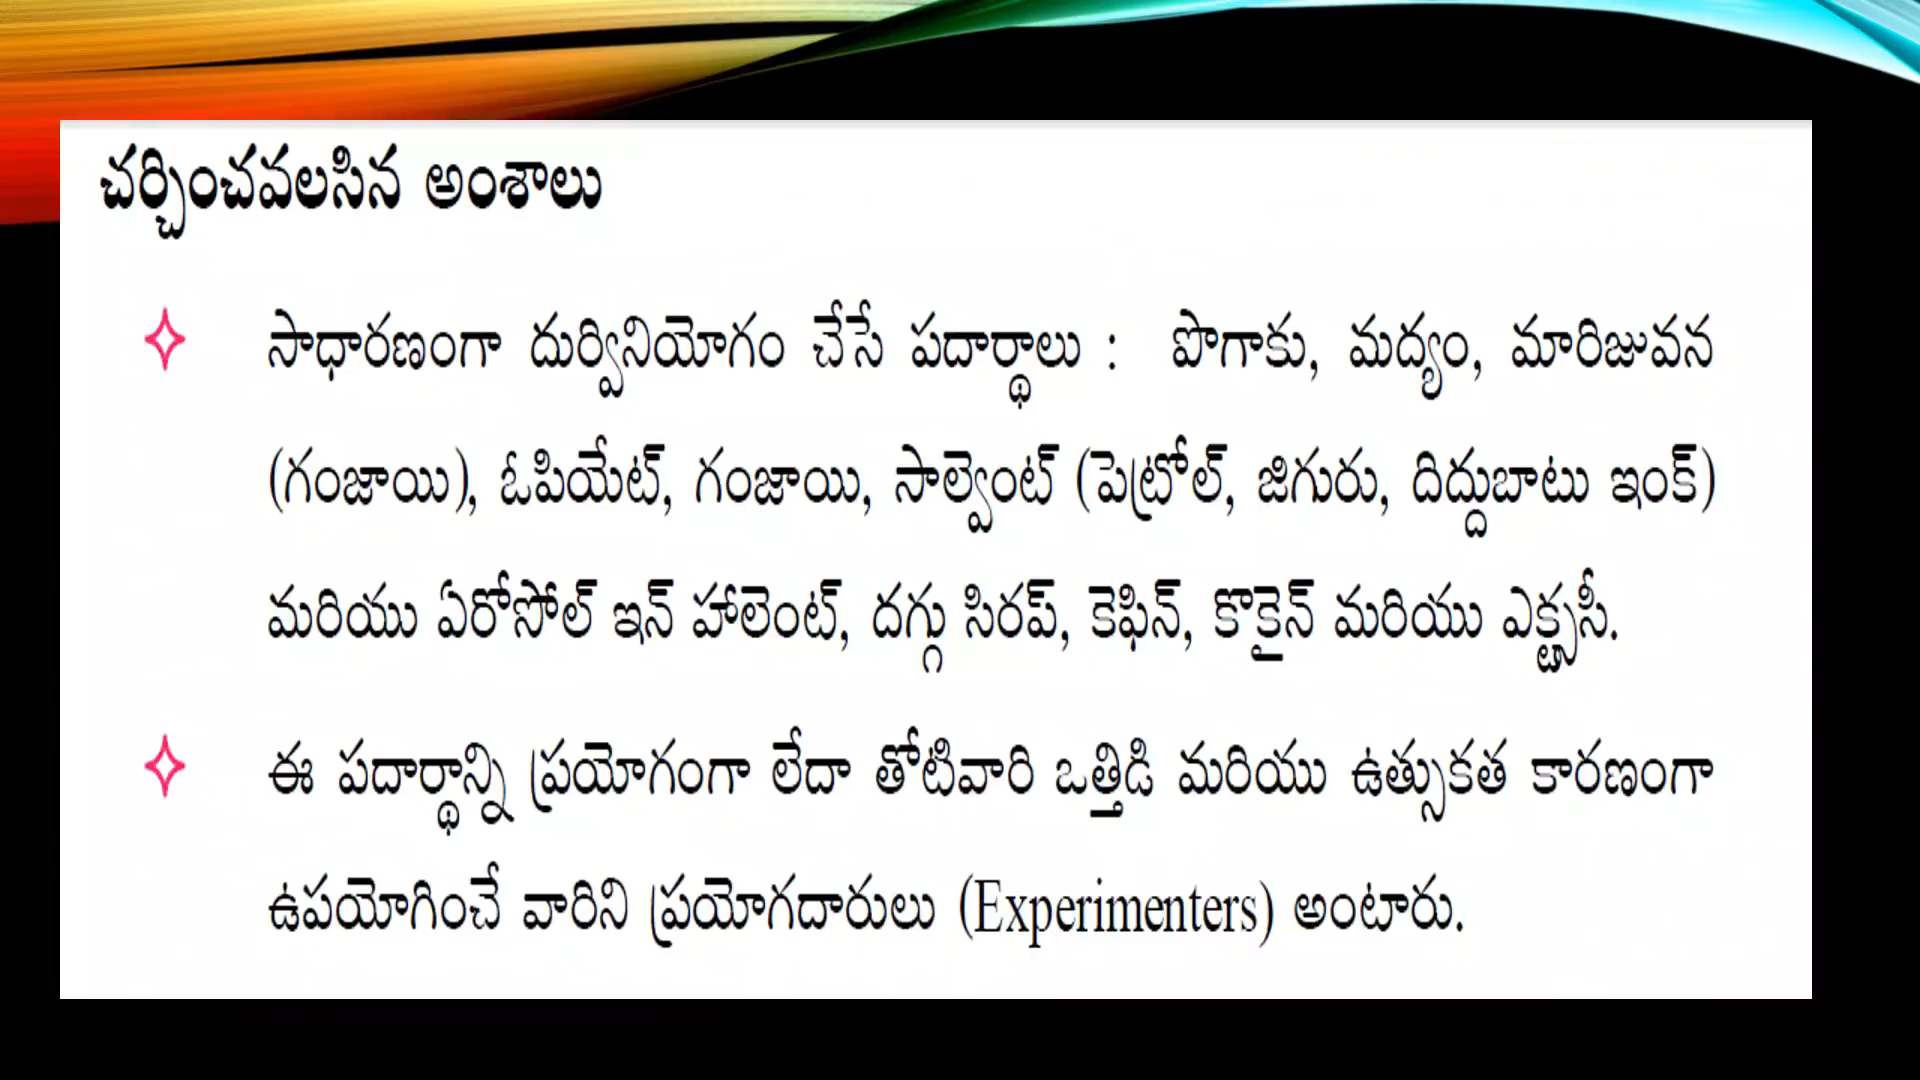 చర్చించవలసిన అంశాలు
సాధారణంగా దుర్వినియోగం చేసే పదార్థాలు : పొగాకు, మద్యం, మారిజువన
(గంజాయి), ఓపియేట్, గంజాయి, సాల్వెంట్ (పెట్రోల్, జిగురు, దిద్దుబాటు ఇంక్)
మరియు ఏరోసోల్ ఇన్ హాలెంట్, దగ్గు సిరప్, కెఫిన్, కొకైన్ మరియు ఎక్ట్ససీ.
ఈ పదార్థాన్ని ప్రయోగంగా లేదా తోటివారి ఒత్తిడి మరియు ఉత్సుకత కారణంగా
ఉపయోగించే వారిని ప్రయోగదారులు (Experimenters) అంటారు.